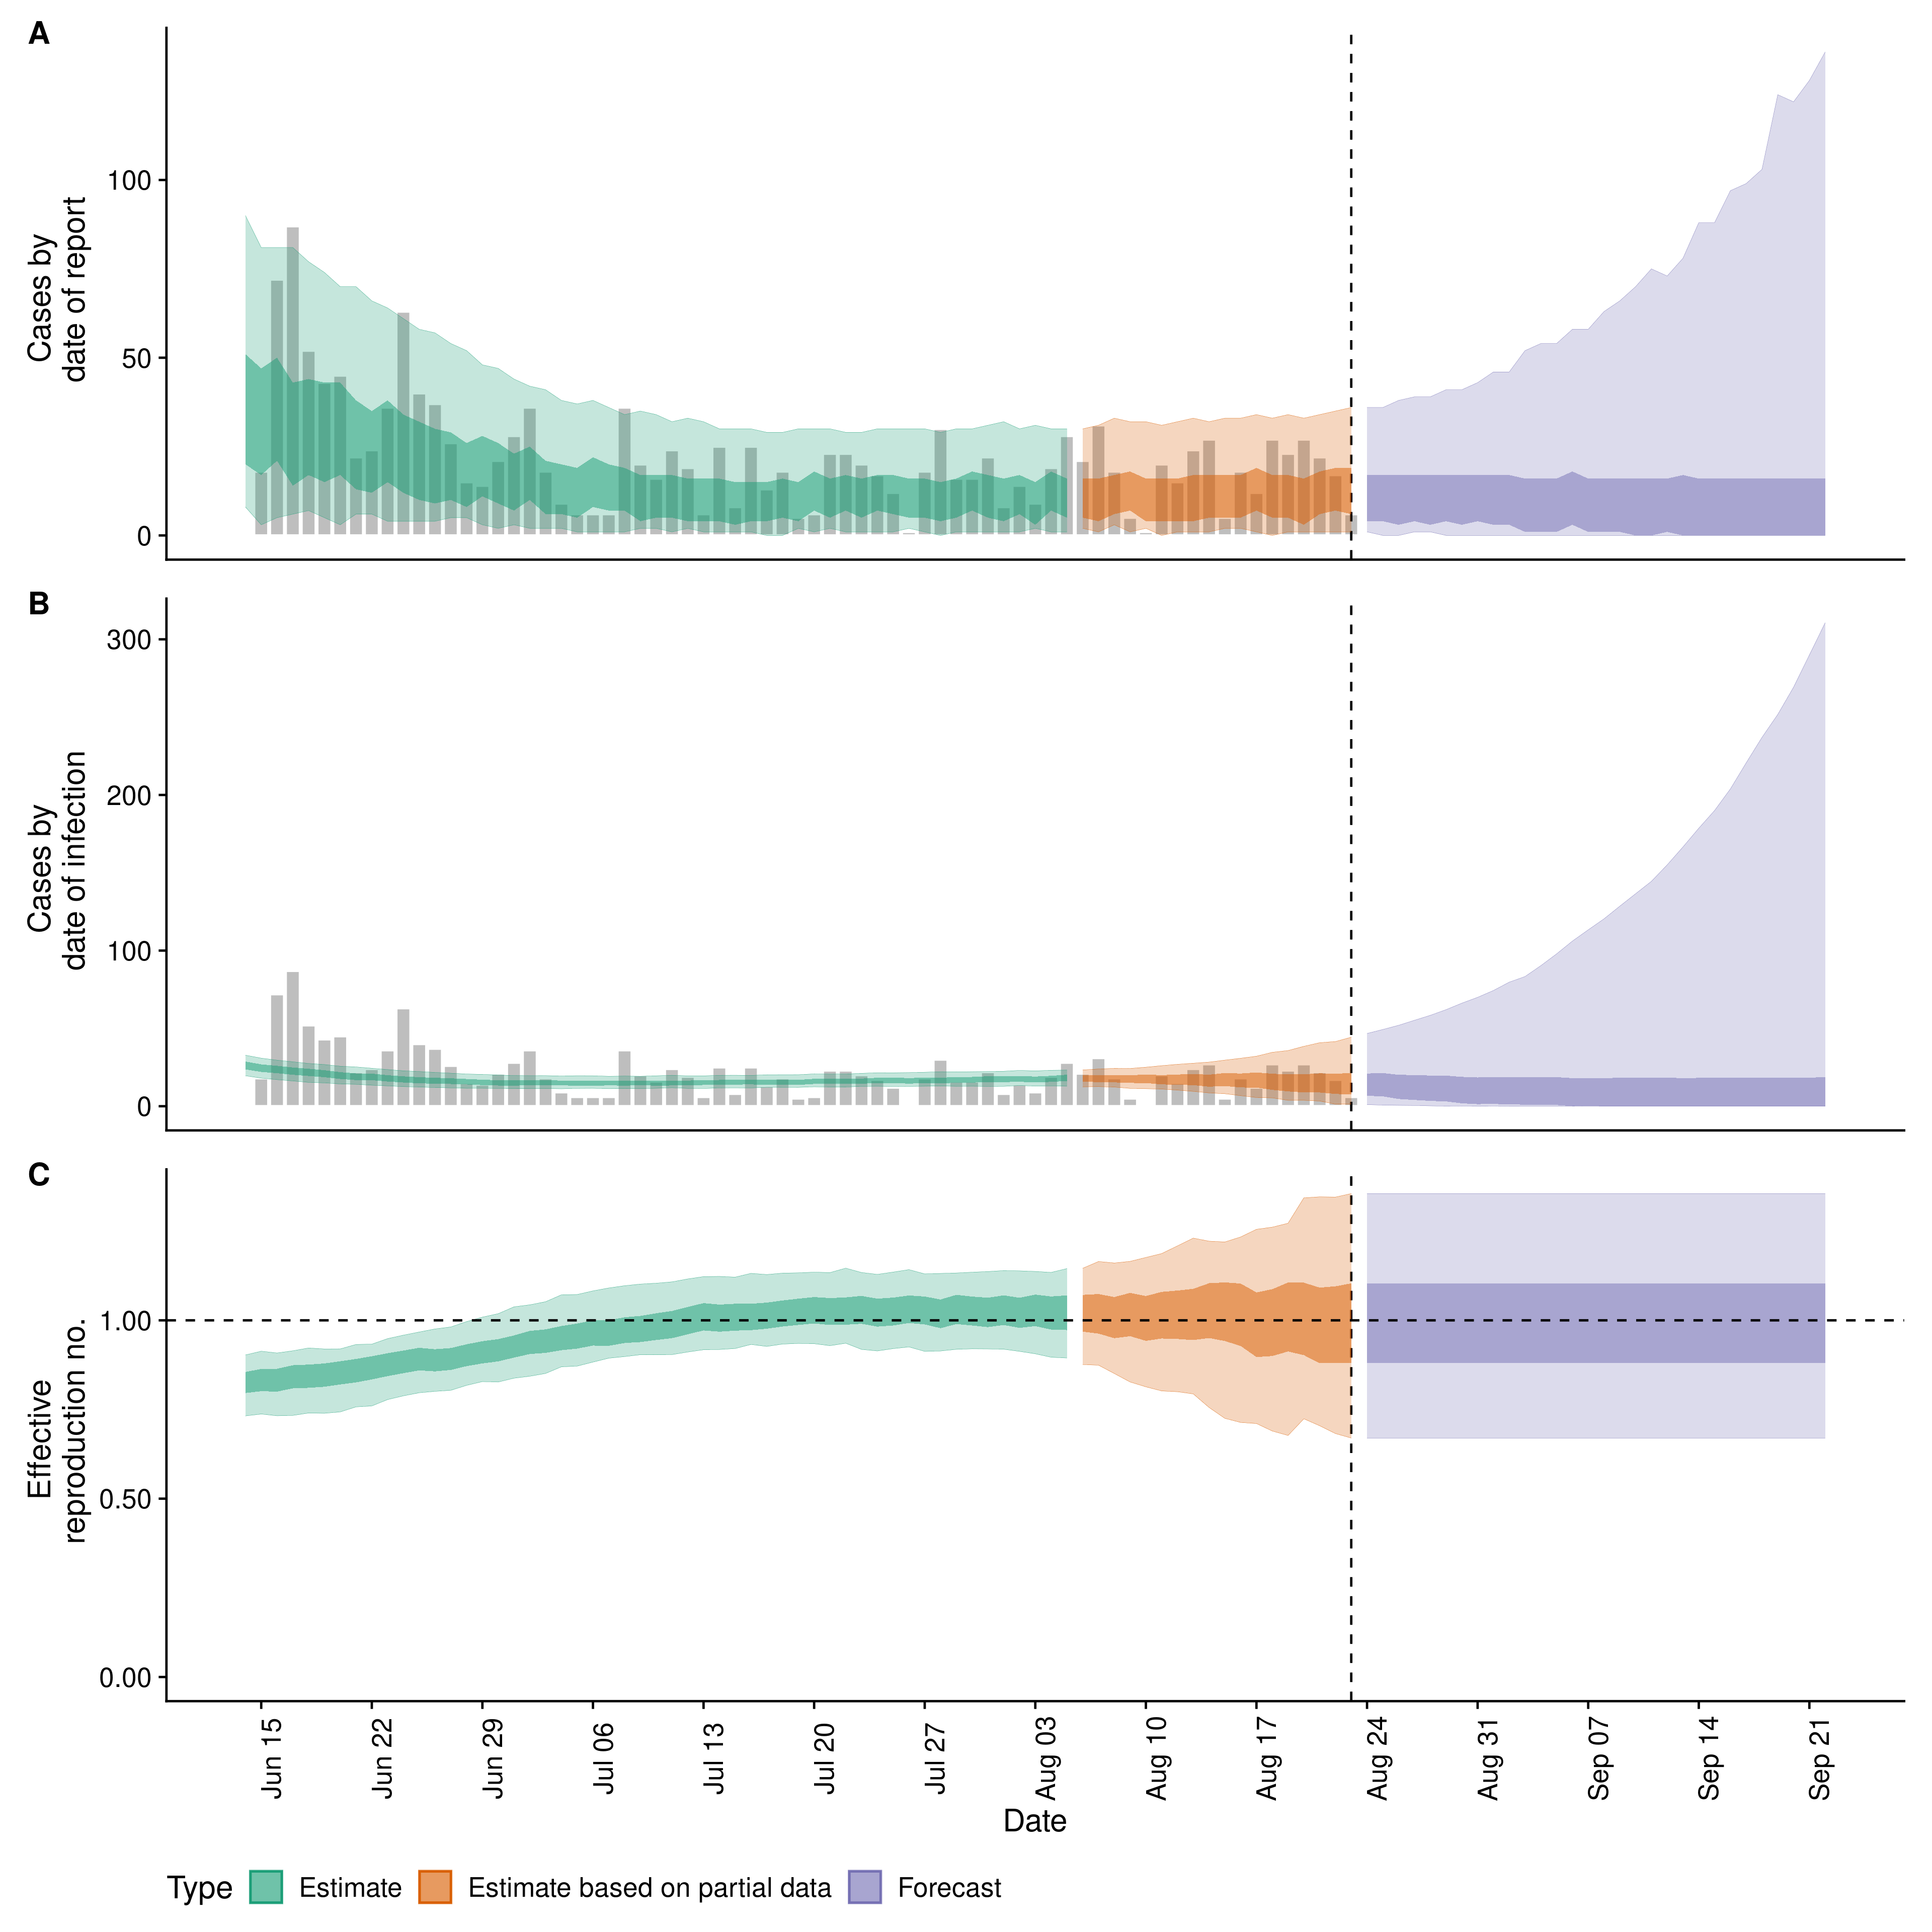 A
Cases by
date of report
100
50
0
B
Cases by
date of infection
300
200
100
0
C
Effective
reproduction no.
1.00
0.50
0.00
Jun 15
Jun 22
Jun 29
Jul 06
Jul 13
Jul 20
Jul 27
Aug 03
Aug 10
Aug 17
Aug 24
Aug 31
Sep 07
Sep 14
Sep 21
Date
Type Estimate Estimate based on partial data Forecast